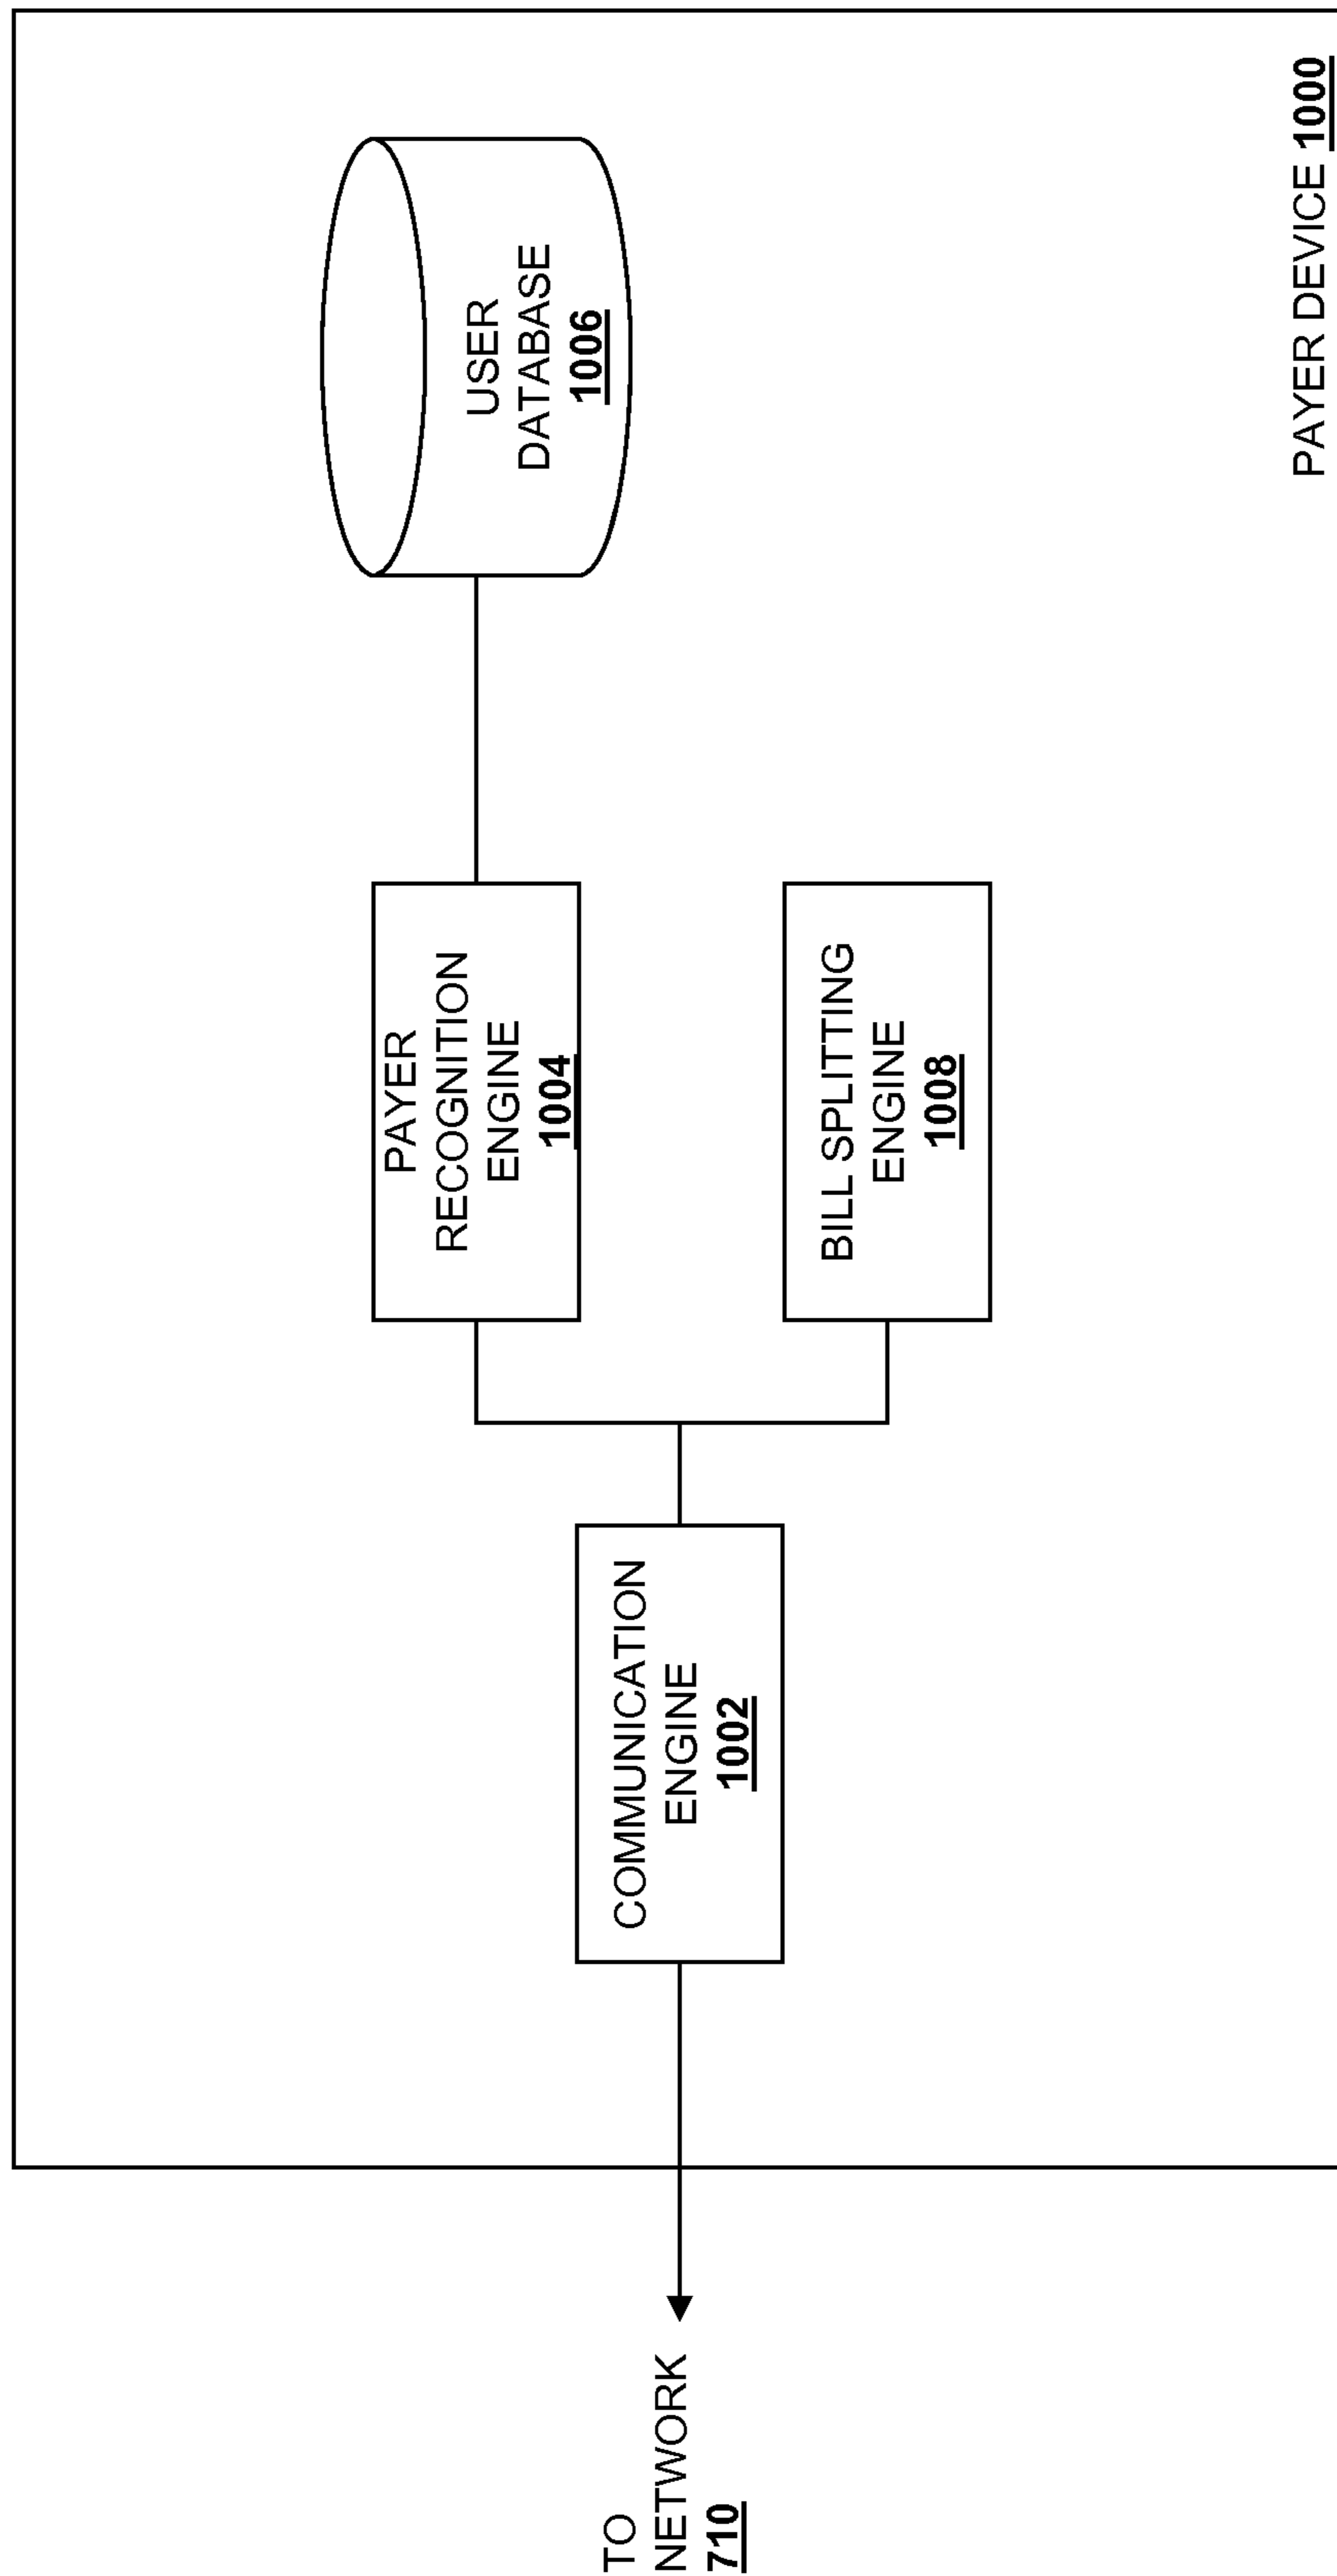 TO
NETWORK
710
COMMUNICATION
ENGINE
1002
PAYER
RECOGNITION
ENGINE
1004
BILL SPLITTING
ENGINE
1008
USER
DATABASE
1006
PAYER DEVICE 1000